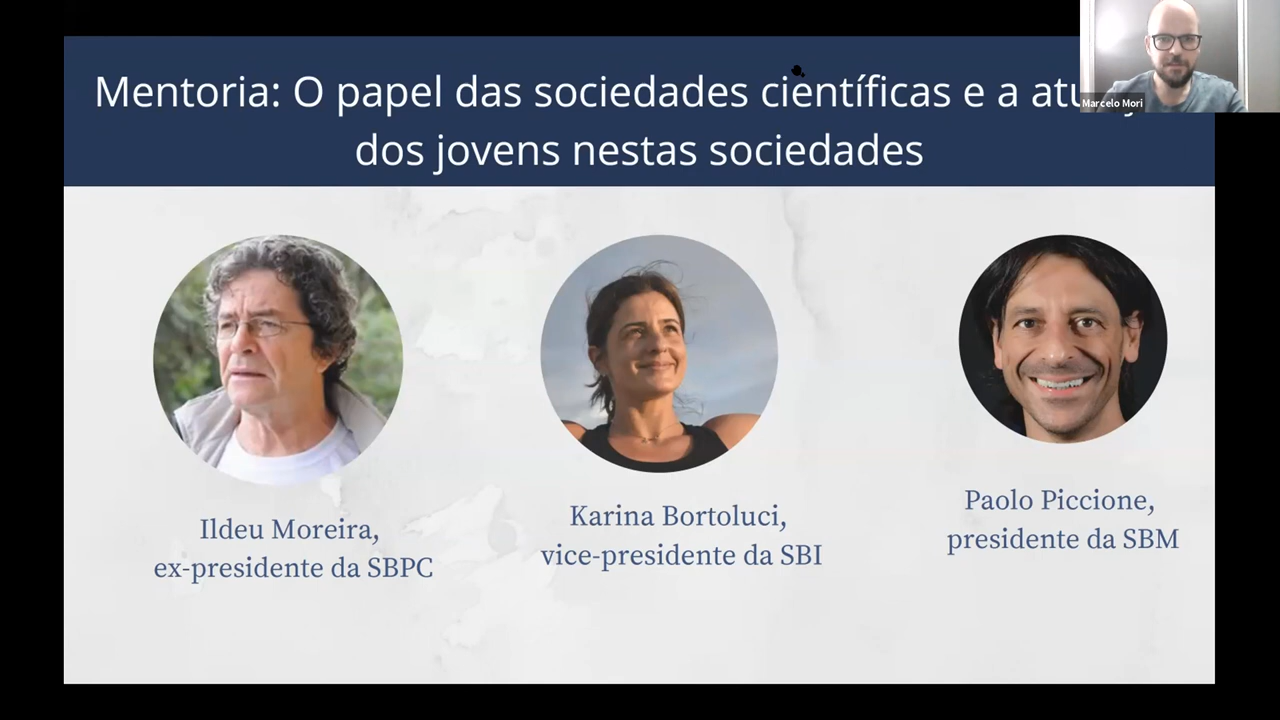 Mentoria: O papel das sociedades científicas e a
dos jovens nestas sociedades
Marcelo Mori
Ildeu Moreira,
ex-presidente da SBPC
Karina Bortoluci,
vice-presidente da SBI
Paolo Piccione,
presidente da SBM